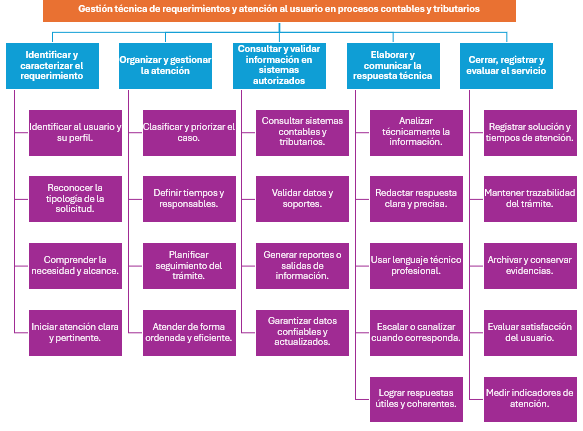 Gestión técnica de requerimientos y atención al usuario en procesos contables y tributarios
Identificar y
caracterizar el
requerimiento
Identificar al usuario y
su perfil.
Reconocer la
tipología de la
solicitud.
Comprender la
necesidad y alcance.
Iniciar atención clara
y pertinente.
Organizar y gestionar
la atención
Clasificar y priorizar el
caso.
Definir tiempos y
responsables.
Planificar
seguimiento del
trámite.
Atender de forma
ordenada y eficiente.
Consultar y validar
información en
sistemas
autorizados
Consultar sistemas
contables y
tributarios.
Validar datos y
soportes.
Generar reportes o
salidas de
información.
Garantizar datos
confiables y
actualizados.
Elaborar y
comunicar la
respuesta técnica
Analizar
técnicamente la
información.
Redactar respuesta
clara y precisa.
Usar lenguaje técnico
profesional.
Escalar o canalizar
cuando corresponda.
Lograr respuestas
útiles y coherentes.
Cerrar, registrar y
evaluar el servicio
Registrar solución y
tiempos de atención.
Mantener trazabilidad
del trámite.
Archivar y conservar
evidencias.
Evaluar satisfacción
del usuario.
Medir indicadores de
atención.